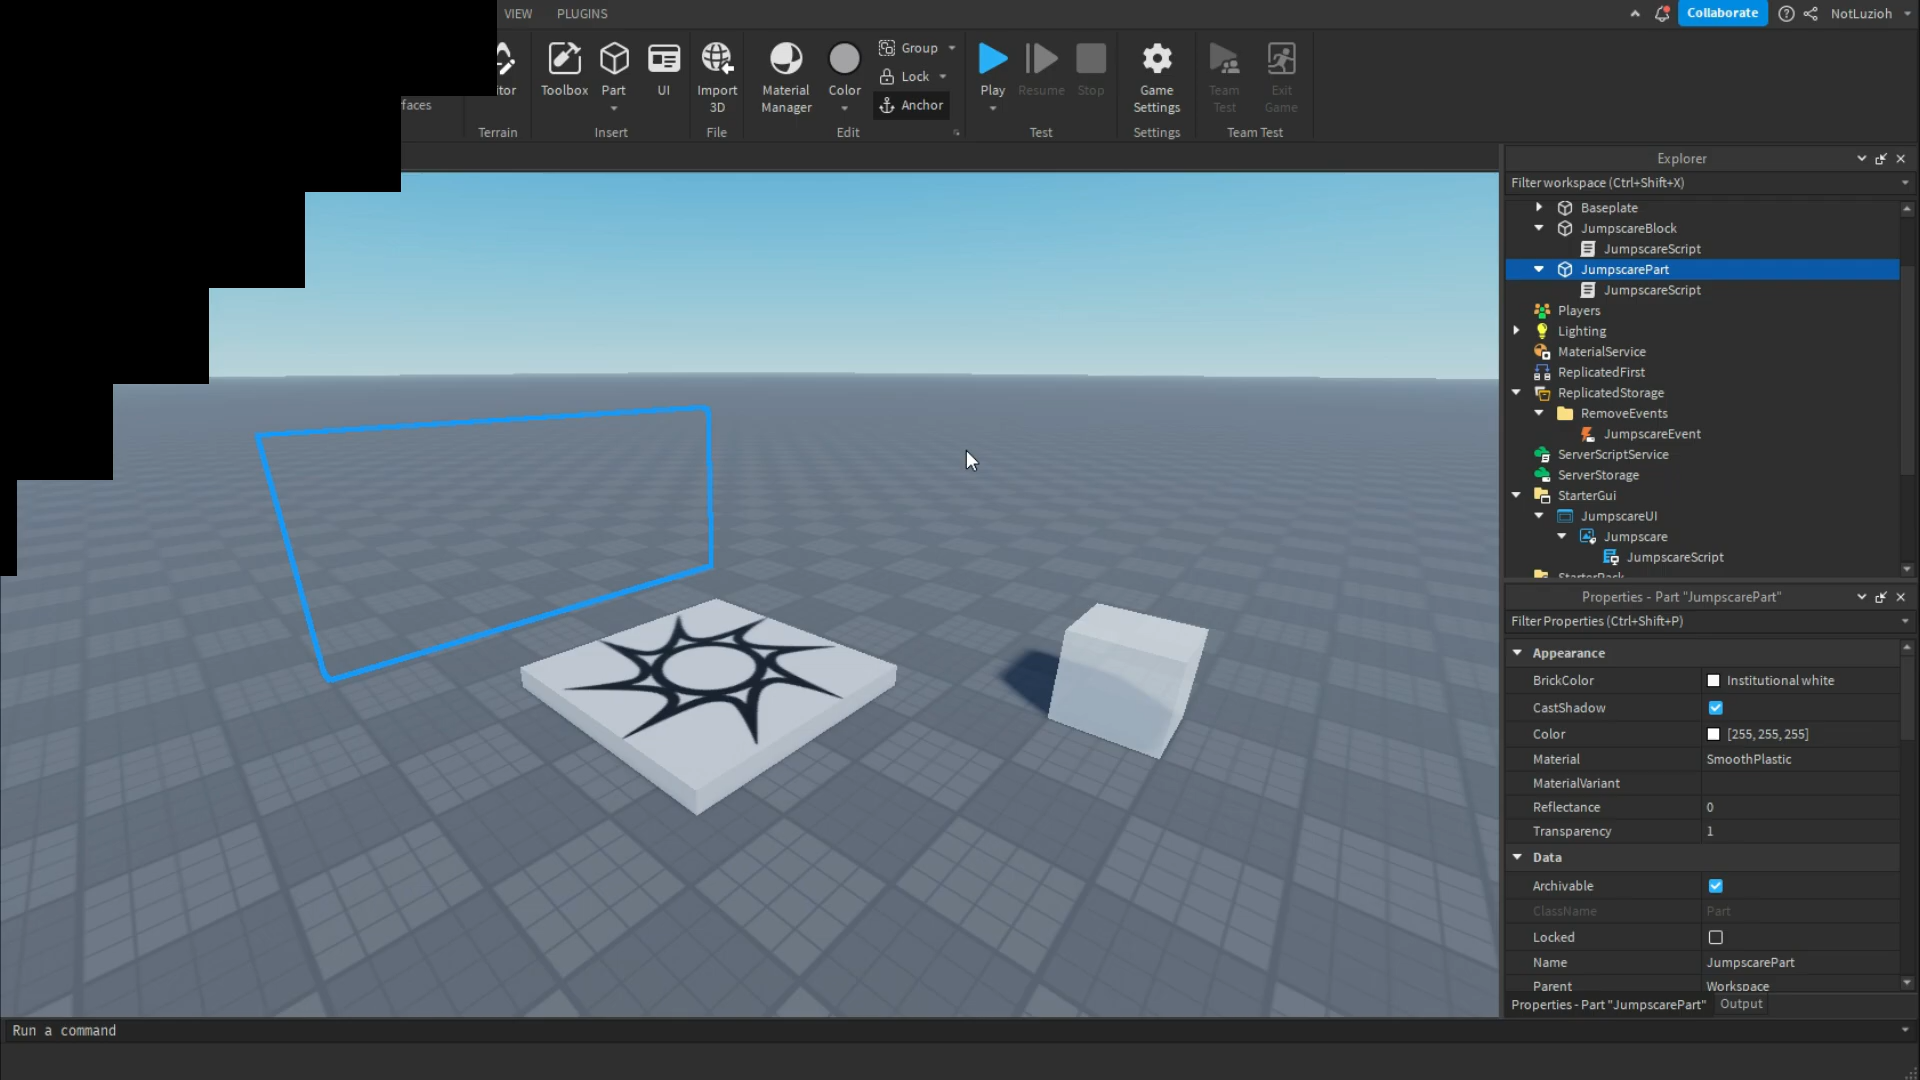 VIEW PLUGINS
Collaborate NotLuzioh
Toolbox Part UI Import 3D
Material Manager Color
Group
Lock
Anchor
Play Resume Stop
Game Settings
Team Test
Exit Game
Terrain Insert File Edit Test Settings Team Test
Explorer
Filter workspace (Ctrl+Shift+X)
Baseplate
JumpscareBlock
JumpscareScript
JumpscarePart
JumpscareScript
Players
Lighting
MaterialService
ReplicatedFirst
ReplicatedStorage
RemoveEvents
JumpscareEvent
ServerScriptService
ServerStorage
StarterGui
JumpscareUI
Jumpscare
JumpscareScript
StarterPack
Properties - Part "JumpscarePart"
Filter Properties (Ctrl+Shift+P)
Appearance
BrickColor Institutional white
CastShadow
Color [255, 255, 255]
Material SmoothPlastic
MaterialVariant
Reflectance 0
Transparency 1
Data
Archivable
ClassName Part
Locked
Name JumpscarePart
Parent Workspace
Properties - Part "JumpscarePart" Output
Run a command